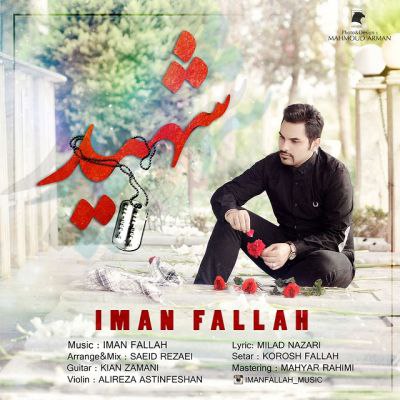 Photo&Design :
MAHMOUD ARMAN
شهید
IMAN FALLAH
Music : IMAN FALLAH
Arrange&Mix : SAEID REZAEI
Guitar : KIAN ZAMANI
Violin : ALIREZA ASTINFESHAN
Lyric: MILAD NAZARI
Setar : KOROSH FALLAH
Mastering : MAHYAR RAHIMI
IMANFALLAH_MUSIC